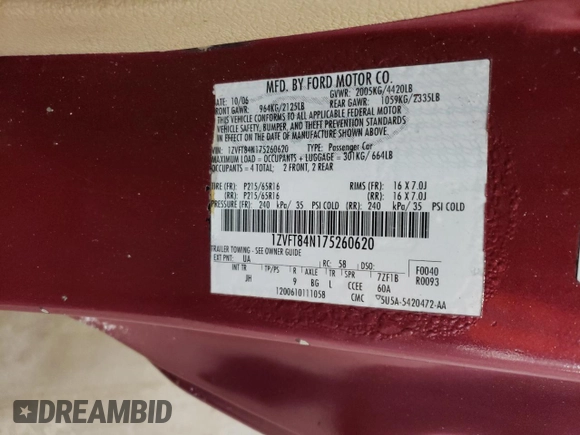 MFD. BY FORD MOTOR CO.
DATE: 10/06 GVWR: 2005KG/4420LB
FRONT GAWR: 964KG/2125LB REAR GAWR: 1059KG/2335LB
THIS VEHICLE CONFORMS TO ALL APPLICABLE FEDERAL MOTOR
VEHICLE SAFETY, BUMPER, AND THEFT PREVENTION STANDARDS
IN EFFECT ON THE DATE OF MANUFACTURE SHOWN ABOVE.
VIN: 1ZVFT84N175260620 TYPE: Passenger Car
MAXIMUM LOAD = OCCUPANTS + LUGGAGE = 301KG/664LB
OCCUPANTS = 4 TOTAL; 2 FRONT, 2 REAR
TIRE (FR): P215/65R16 RIMS (FR): 16 X 7.0J
(RR): P215/65R16 (RR): 16 X 7.0J
PRESSURE (FR): 240 kPa/ 35 PSI COLD (RR): 240 kPa/ 35 PSI COLD
1ZVFT84N175260620
TRAILER TOWING - SEE OWNER GUIDE
EXT PNT: UA RC: 5B DSO: F0040
INT TR TP/PS R AXLE TR SPR 7ZF1B R0093
JH 9 BG L CCEE 60A
12006101110SB CMC 5U5A-5420472-AA
DREAMBID